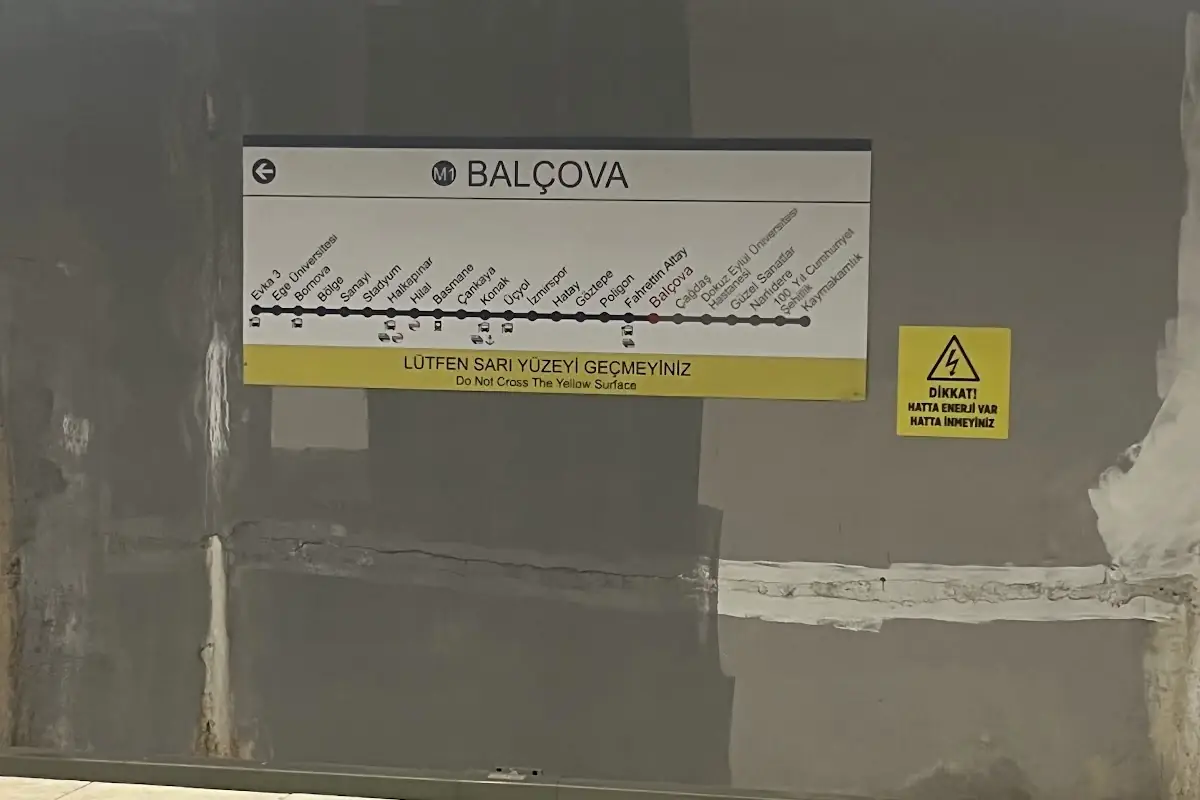 M1 BALÇOVA
Evka 3
Ege Üniversitesi
Bornova
Bölge
Sanayi
Stadyum
Halkapınar
Hilal
Basmane
Çankaya
Konak
Üçyol
İzmirspor
Hatay
Göztepe
Poligon
Fahrettin Altay
Balçova
Çağdaş
Dokuz Eylül Üniversitesi
Hastanesi
Güzel Sanatlar
Narlıdere
100. Yıl Cumhuriyet
Şehitlik
Kaymakamlık
LÜTFEN SARI YÜZEYİ GEÇMEYİNİZ
Do Not Cross The Yellow Surface
DİKKAT!
HATTA ENERJİ VAR
HATTA İNMEYİNİZ